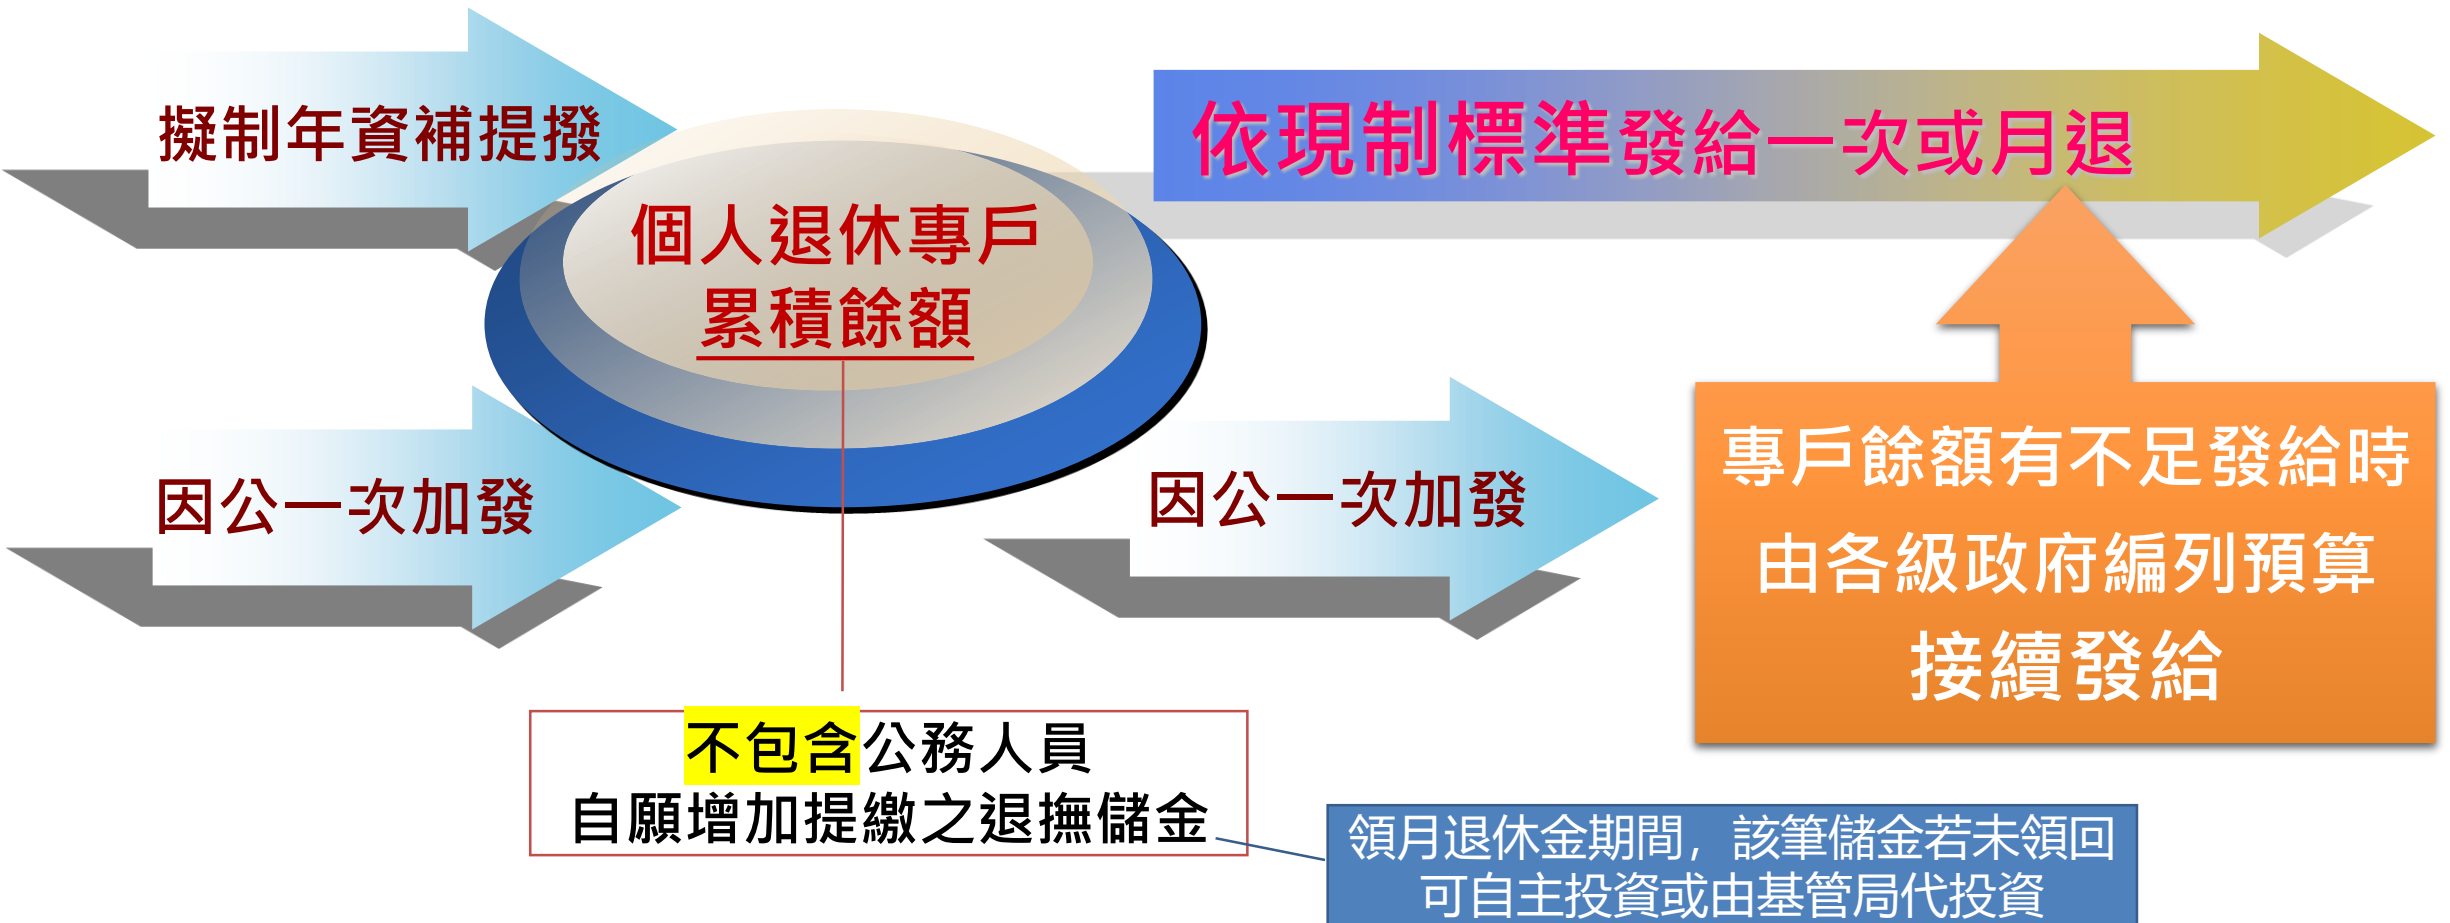 擬制年資補提撥
依現制標準發給一次或月退
個人退休專戶
累積餘額
因公一次加發
因公一次加發
專戶餘額有不足發給時
由各級政府編列預算
接續發給
不包含公務人員
自願增加提繳之退撫儲金
領月退休金期間，該筆儲金若未領回
可自主投資或由基管局代投資